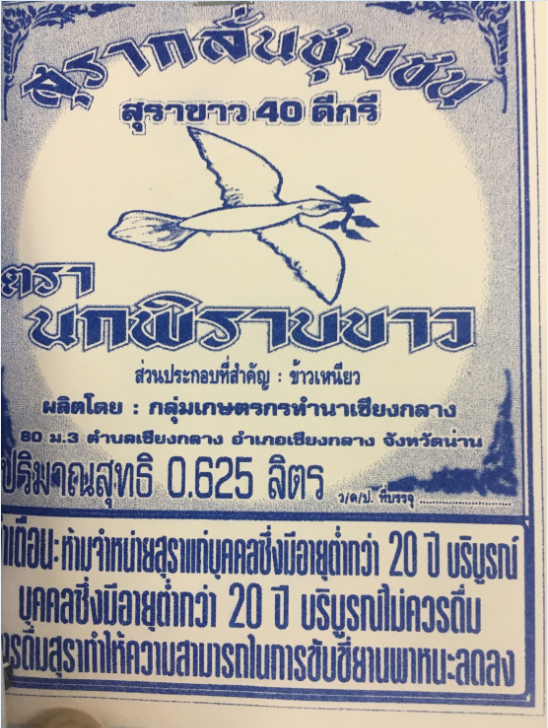 สุรากลั่นชุมชน
สุราขาว 40 ดีกรี
ตรา
นกพิราบขาว
ส่วนประกอบที่สำคัญ : ข้าวเหนียว
ผลิตโดย : กลุ่มเกษตรกรทำนาเชียงกลาง
80 ม.3 ตำบลเชียงกลาง อำเภอเชียงกลาง จังหวัดน่าน
ปริมาณสุทธิ 0.625 ลิตร ว/ด/ป. ที่บรรจุ ........................
คำเตือน: ห้ามจำหน่ายสุราแก่บุคคลซึ่งมีอายุต่ำกว่า 20 ปี บริบูรณ์
บุคคลซึ่งมีอายุต่ำกว่า 20 ปี บริบูรณ์ไม่ควรดื่ม
ารดื่มสุราทำให้ความสามารถในการขับขี่ยานพาหนะลดลง